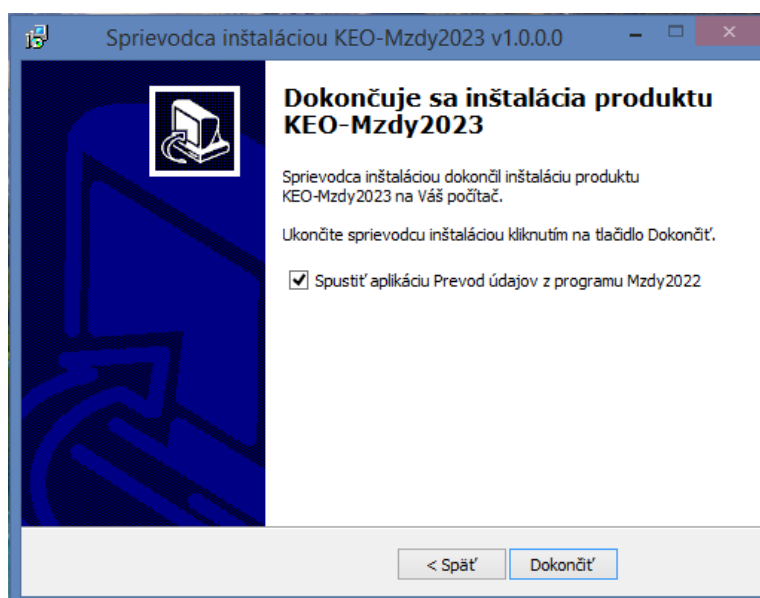 Sprievodca inštaláciou KEO-Mzdy2023 v1.0.0.0
Dokončuje sa inštalácia produktu
KEO-Mzdy2023
Sprievodca inštaláciou dokončil inštaláciu produktu
KEO-Mzdy2023 na Váš počítač.
Ukončite sprievodcu inštaláciou kliknutím na tlačidlo Dokončiť.
Spustiť aplikáciu Prevod údajov z programu Mzdy2022
< Späť
Dokončiť